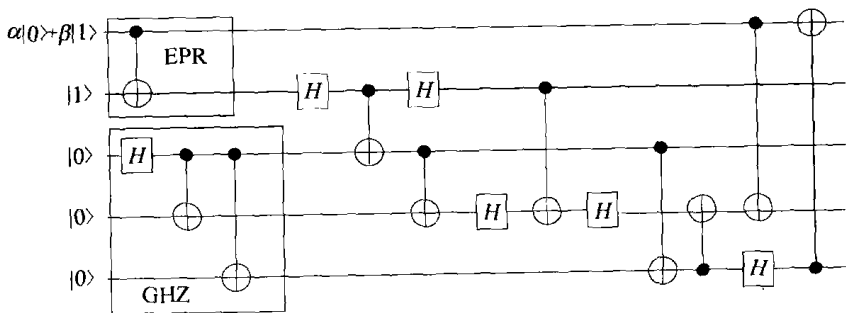 α|0⟩+β|1⟩
EPR
|1⟩ H H
|0⟩ H
|0⟩ H H
|0⟩ H
GHZ